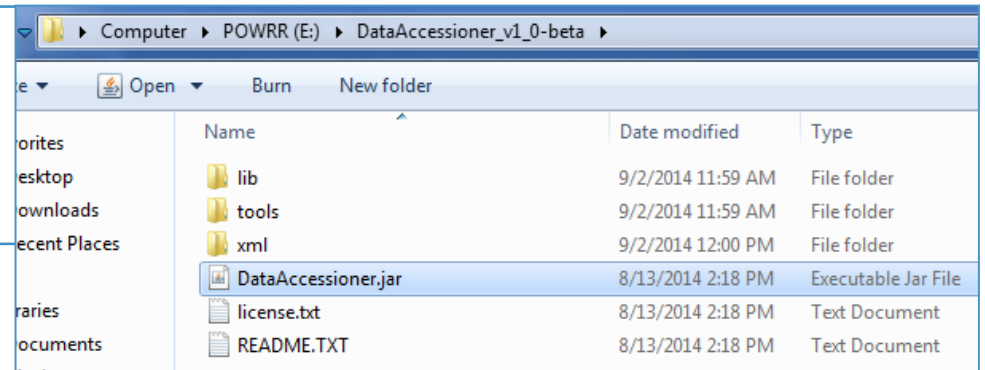 Computer ▸ POWRR (E:) ▸ DataAccessioner_v1_0-beta ▸
Open Burn New folder
Name Date modified Type
orites
esktop
lib 9/2/2014 11:59 AM File folder
ownloads
tools 9/2/2014 11:59 AM File folder
ecent Places
xml 9/2/2014 12:00 PM File folder
DataAccessioner.jar 8/13/2014 2:18 PM Executable Jar File
raries
license.txt 8/13/2014 2:18 PM Text Document
ocuments
README.TXT 8/13/2014 2:18 PM Text Document